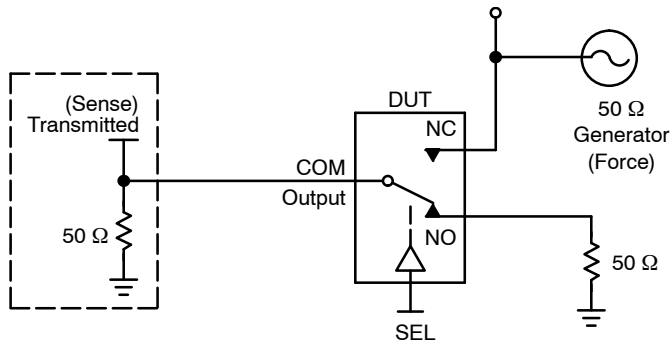 (Sense)
Transmitted
50 Ω
COM
Output
DUT
NC
NO
SEL
50 Ω
Generator
(Force)
50 Ω